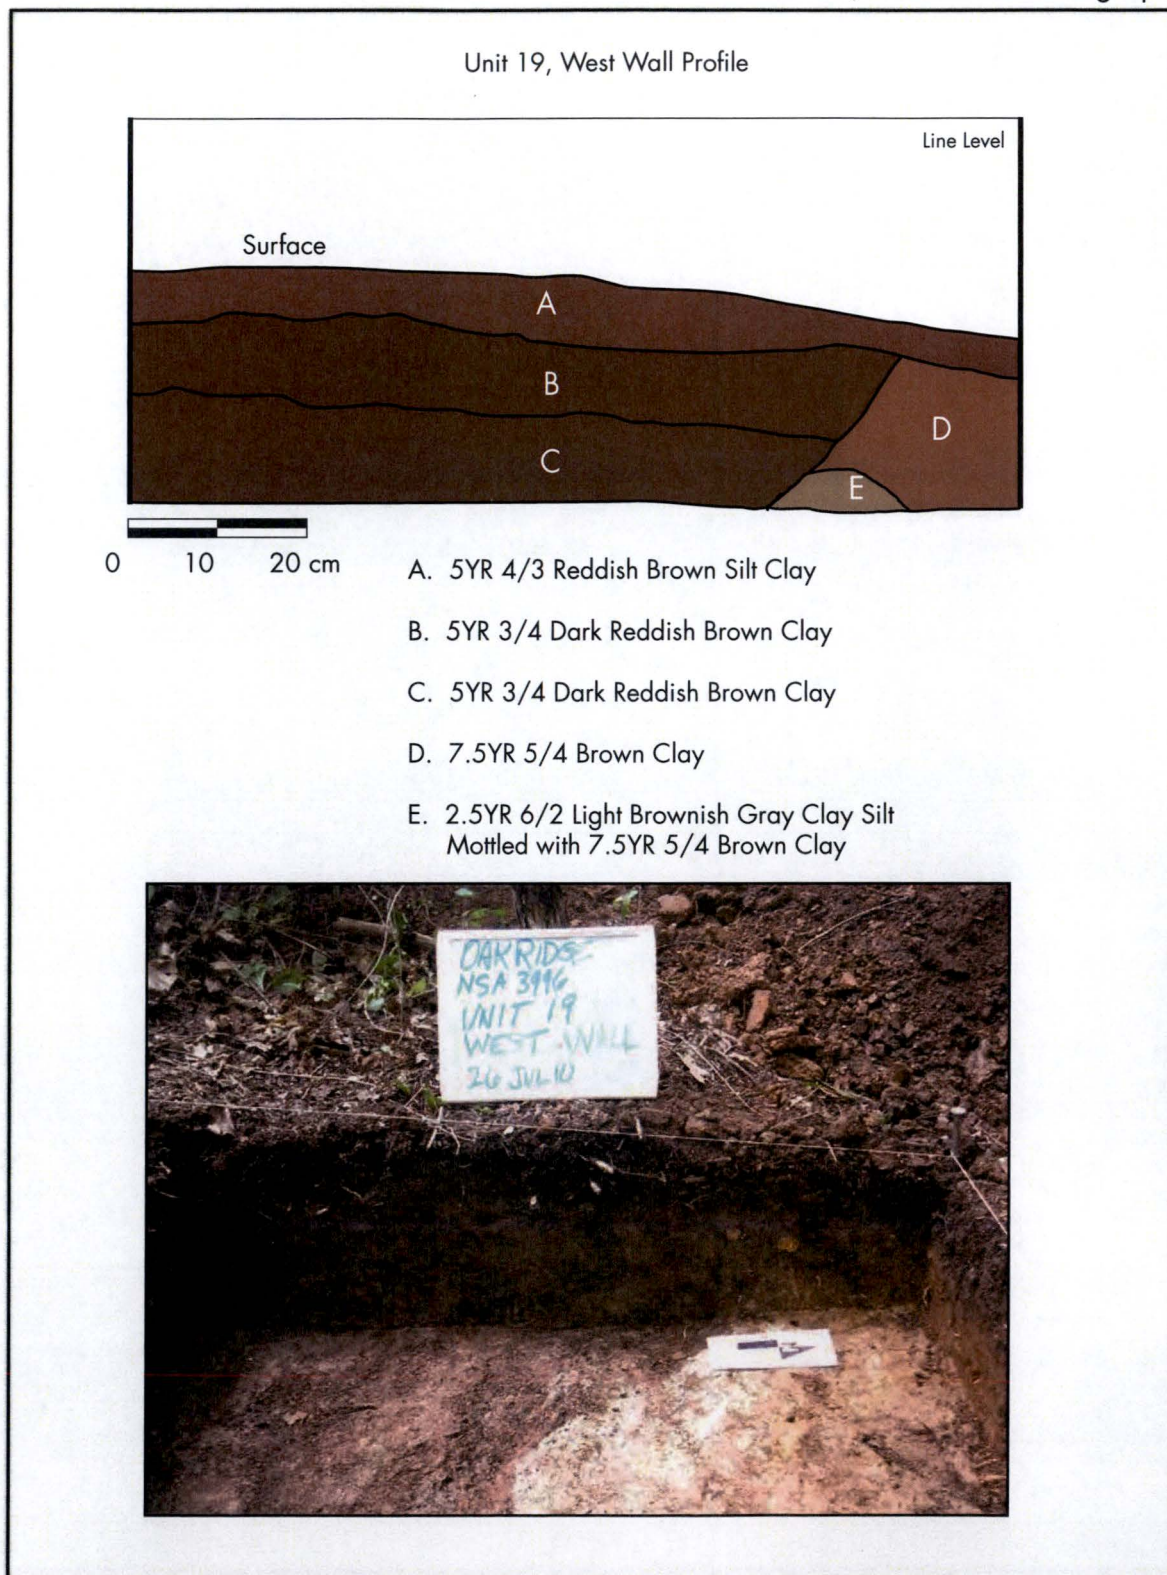 Unit 19, West Wall Profile
Line Level
Surface
A
B
C
D
E
0 10 20 cm
A. 5YR 4/3 Reddish Brown Silt Clay
B. 5YR 3/4 Dark Reddish Brown Clay
C. 5YR 3/4 Dark Reddish Brown Clay
D. 7.5YR 5/4 Brown Clay
E. 2.5YR 6/2 Light Brownish Gray Clay Silt
Mottled with 7.5YR 5/4 Brown Clay
OAKRIDGE
NSA 3996
UNIT 19
WEST WALL
26 JUL 10